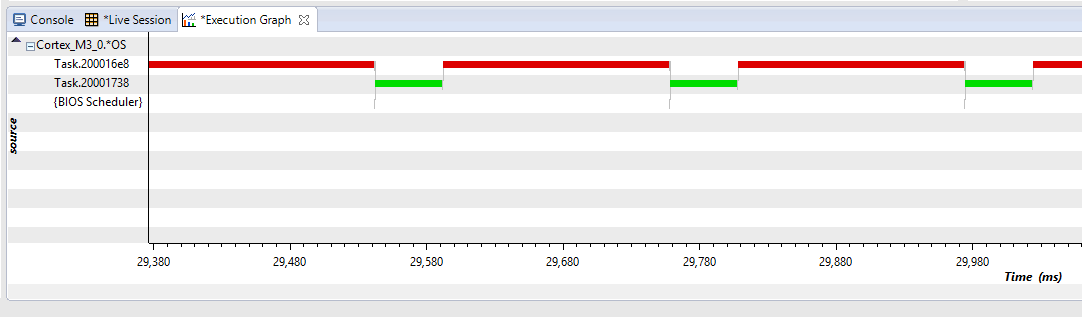 Console *Live Session *Execution Graph
Cortex_M3_0.*OS
Task.200016e8
Task.20001738
{BIOS Scheduler}
source
29,380 29,480 29,580 29,680 29,780 29,880 29,980
Time (ms)